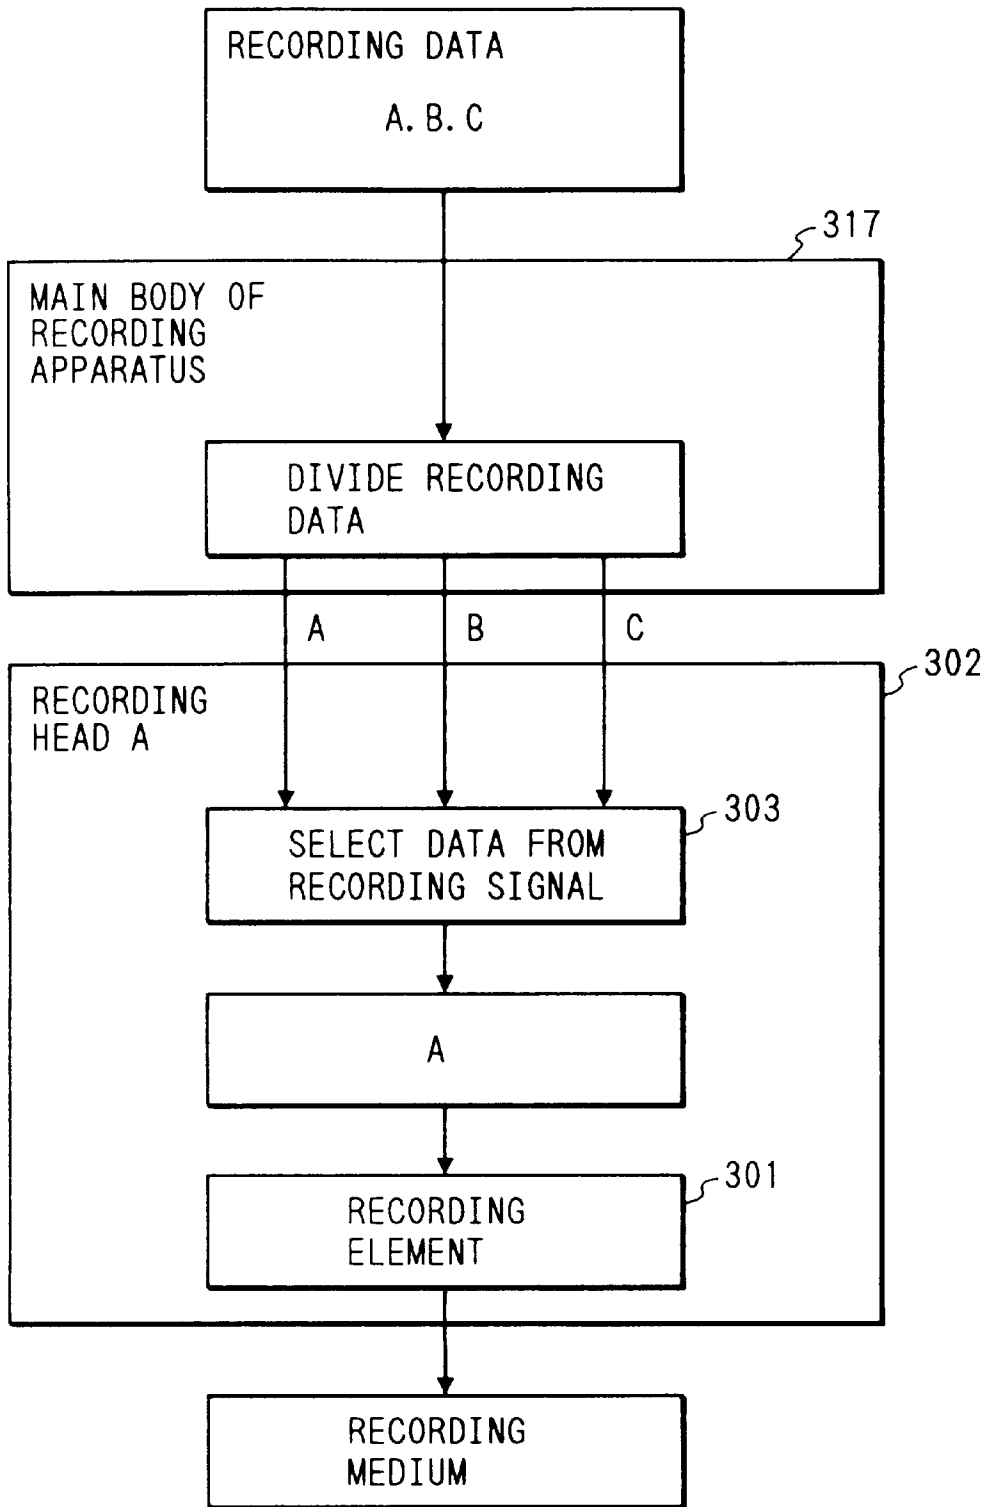 RECORDING DATA
A.B.C
317
MAIN BODY OF
RECORDING
APPARATUS
DIVIDE RECORDING
DATA
A B C
302
RECORDING
HEAD A
303
SELECT DATA FROM
RECORDING SIGNAL
A
301
RECORDING
ELEMENT
RECORDING
MEDIUM